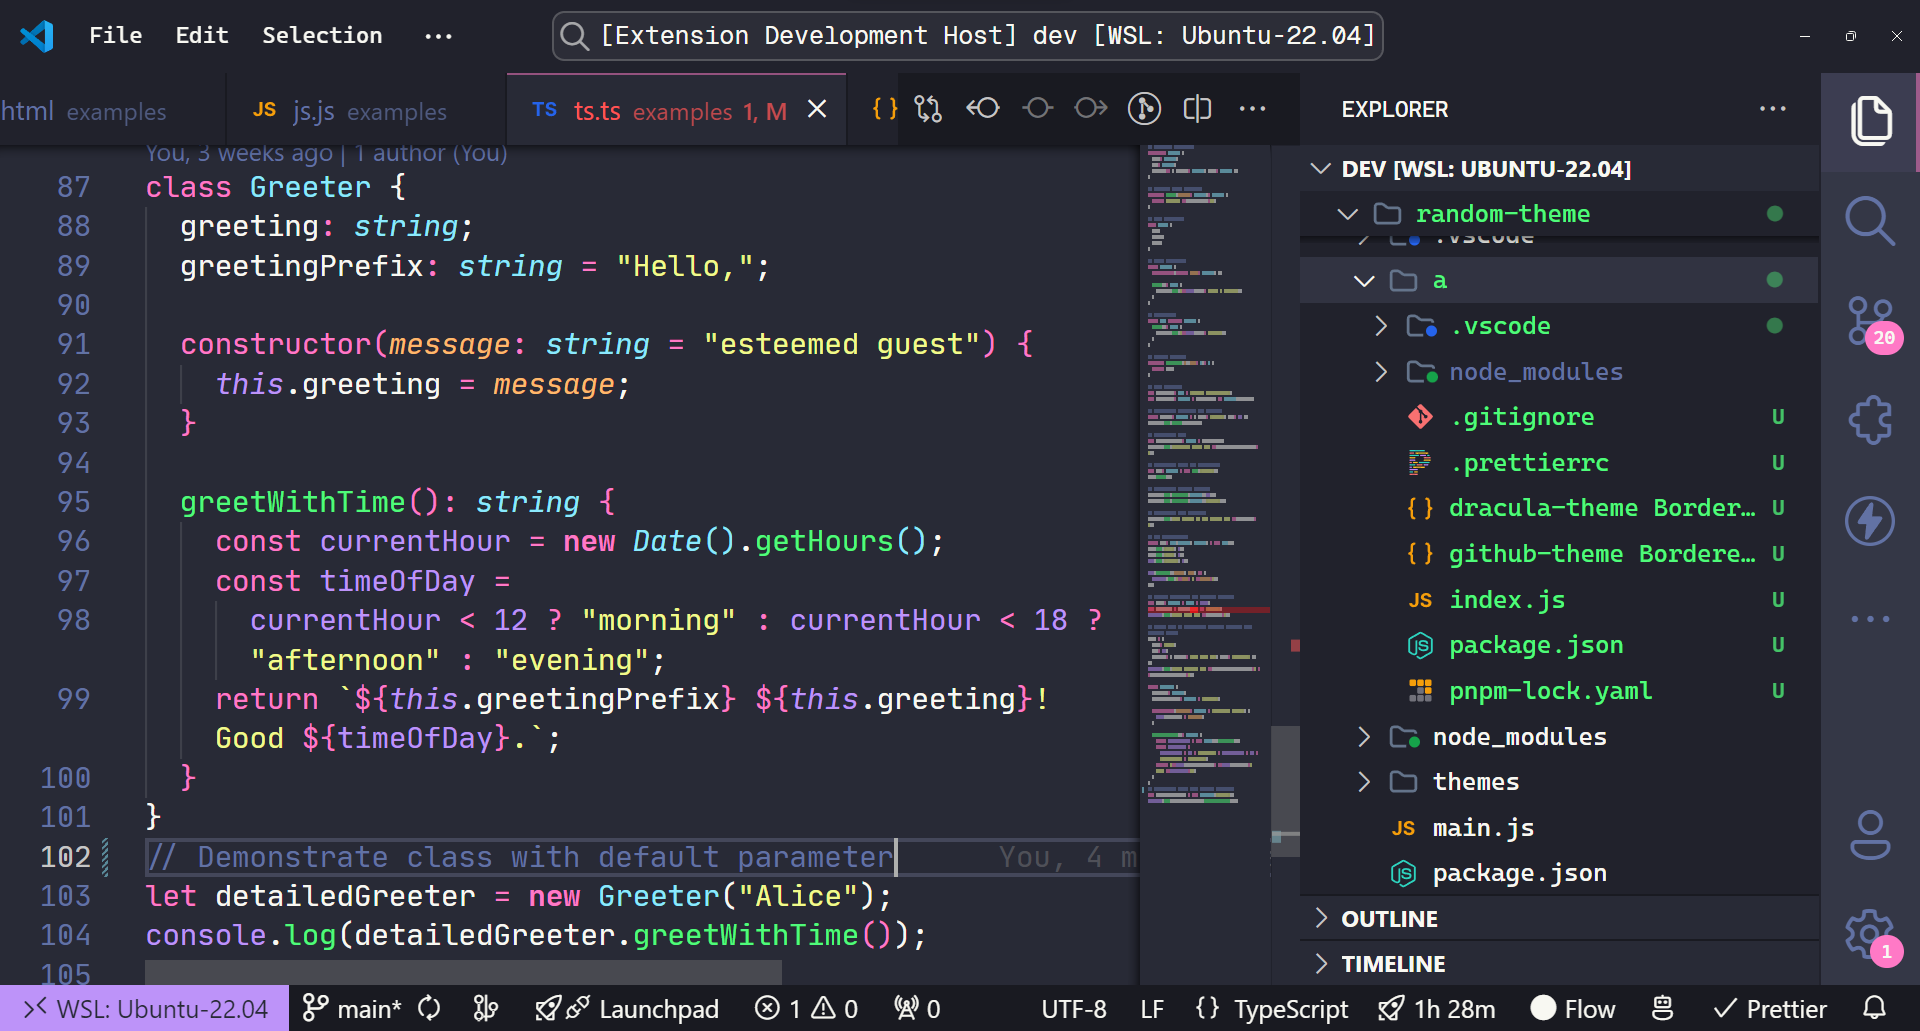 File Edit Selection ···
[Extension Development Host] dev [WSL: Ubuntu-22.04]
html examples
JS js.js examples
TS ts.ts examples 1, M
{}
EXPLORER
You, 3 weeks ago | 1 author (You)
87 class Greeter {
88 greeting: string;
89 greetingPrefix: string = "Hello,";
90
91 constructor(message: string = "esteemed guest") {
92 this.greeting = message;
93 }
94
95 greetWithTime(): string {
96 const currentHour = new Date().getHours();
97 const timeOfDay =
98 currentHour < 12 ? "morning" : currentHour < 18 ?
"afternoon" : "evening";
99 return `${this.greetingPrefix} ${this.greeting}!
Good ${timeOfDay}.`;
100 }
101 }
102 // Demonstrate class with default parameter You, 4 m
103 let detailedGreeter = new Greeter("Alice");
104 console.log(detailedGreeter.greetWithTime());
105
DEV [WSL: UBUNTU-22.04]
random-theme
.vscode
a
.vscode
node_modules
.gitignore U
.prettierrc U
{} dracula-theme Border… U
{} github-theme Bordere… U
JS index.js U
package.json U
pnpm-lock.yaml U
node_modules
themes
JS main.js
package.json
OUTLINE
TIMELINE
20
1
WSL: Ubuntu-22.04 main* Launchpad 1 0 0 UTF-8 LF {} TypeScript 1h 28m Flow Prettier